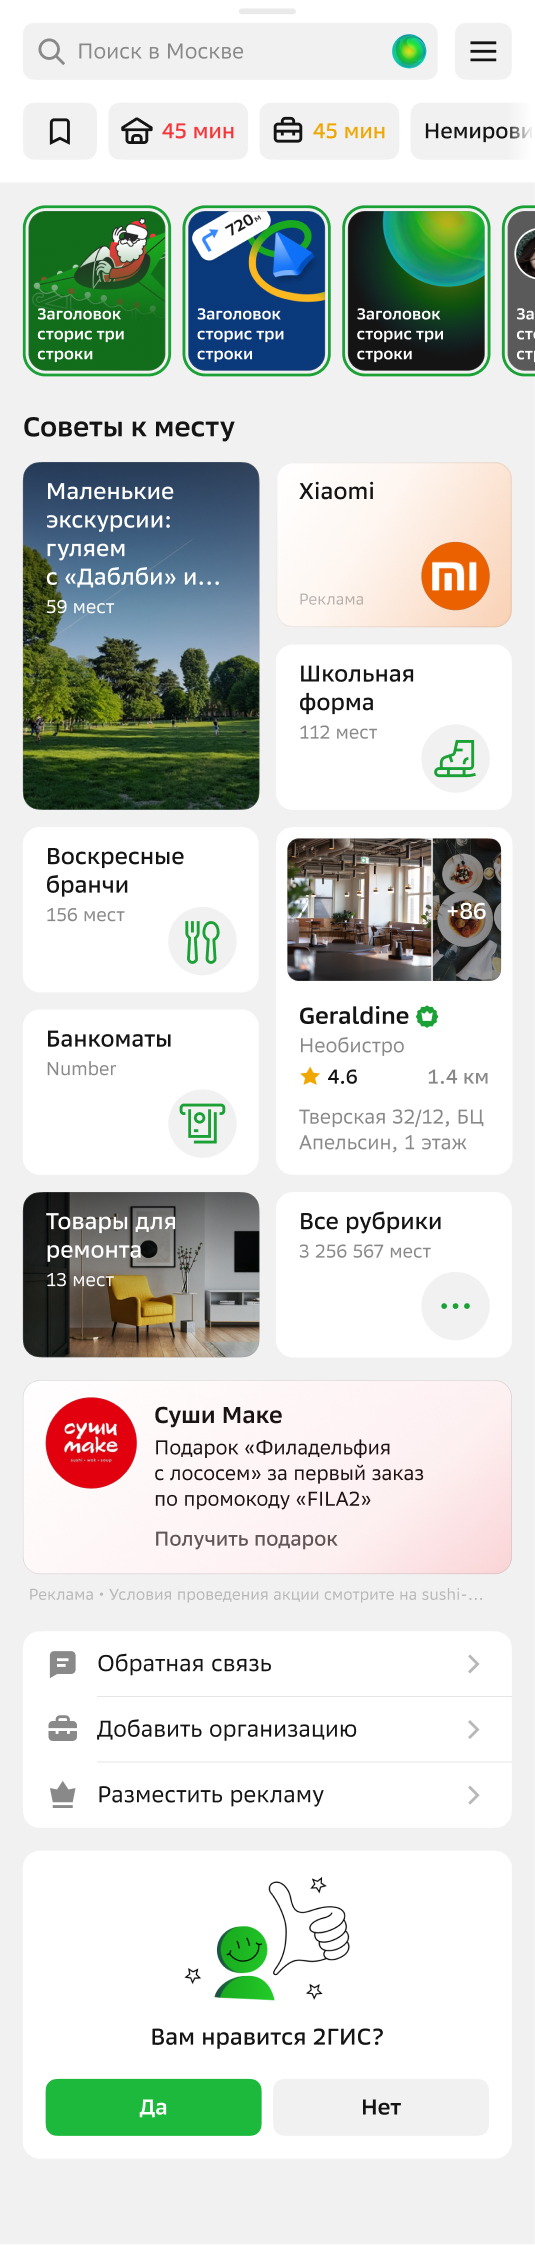 Поиск в Москве
45 мин
45 мин
Немирови
720м
Заголовок
сторис три
строки
Заголовок
сторис три
строки
Заголовок
сторис три
строки
За
ст
ст
Советы к месту
Маленькие
экскурсии:
гуляем
с «Даблби» и...
59 мест
Xiaomi
Реклама
Школьная
форма
112 мест
Воскресные
бранчи
156 мест
+86
Geraldine
Необистро
4.6
1.4 км
Тверская 32/12, БЦ
Апельсин, 1 этаж
Банкоматы
Number
Товары для
ремонта
13 мест
Все рубрики
3 256 567 мест
суши
make
sushi • wok • soup
Суши Make
Подарок «Филадельфия
с лососем» за первый заказ
по промокоду «FILA2»
Получить подарок
Реклама • Условия проведения акции смотрите на sushi-...
Обратная связь
Добавить организацию
Разместить рекламу
Вам нравится 2ГИС?
Да
Нет